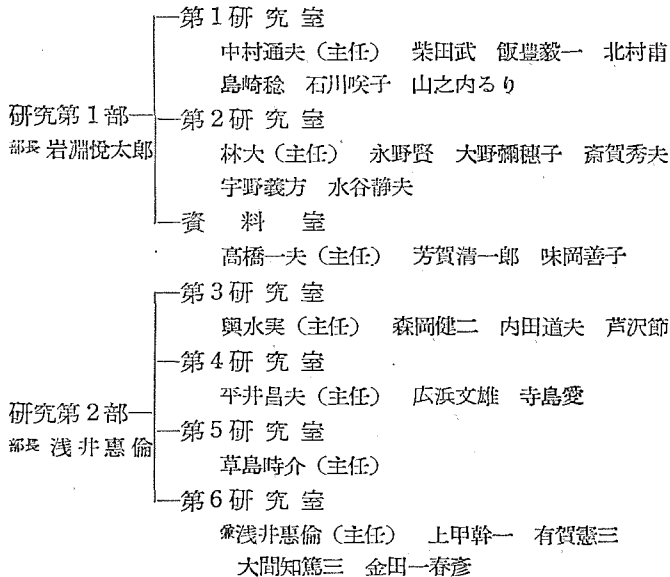 第1研究室
中村通夫（主任） 柴田武 飯豊毅一 北村甫
島崎稔 石川咲子 山之内るり
研究第1部
部長 岩淵悦太郎
第2研究室
林大（主任） 永野賢 大野彌穂子 斎賀秀夫
宇野義方 水谷静夫
資料室
高橋一夫（主任） 芳賀清一郎 味岡善子
第3研究室
輿水実（主任） 森岡健二 内田道夫 芦沢節
第4研究室
平井昌夫（主任） 広浜文雄 寺島愛
研究第2部
部長 浅井惠倫
第5研究室
草島時介（主任）
第6研究室
兼浅井惠倫（主任） 上甲幹一 有賀憲三
大間知篤三 金田一春彦